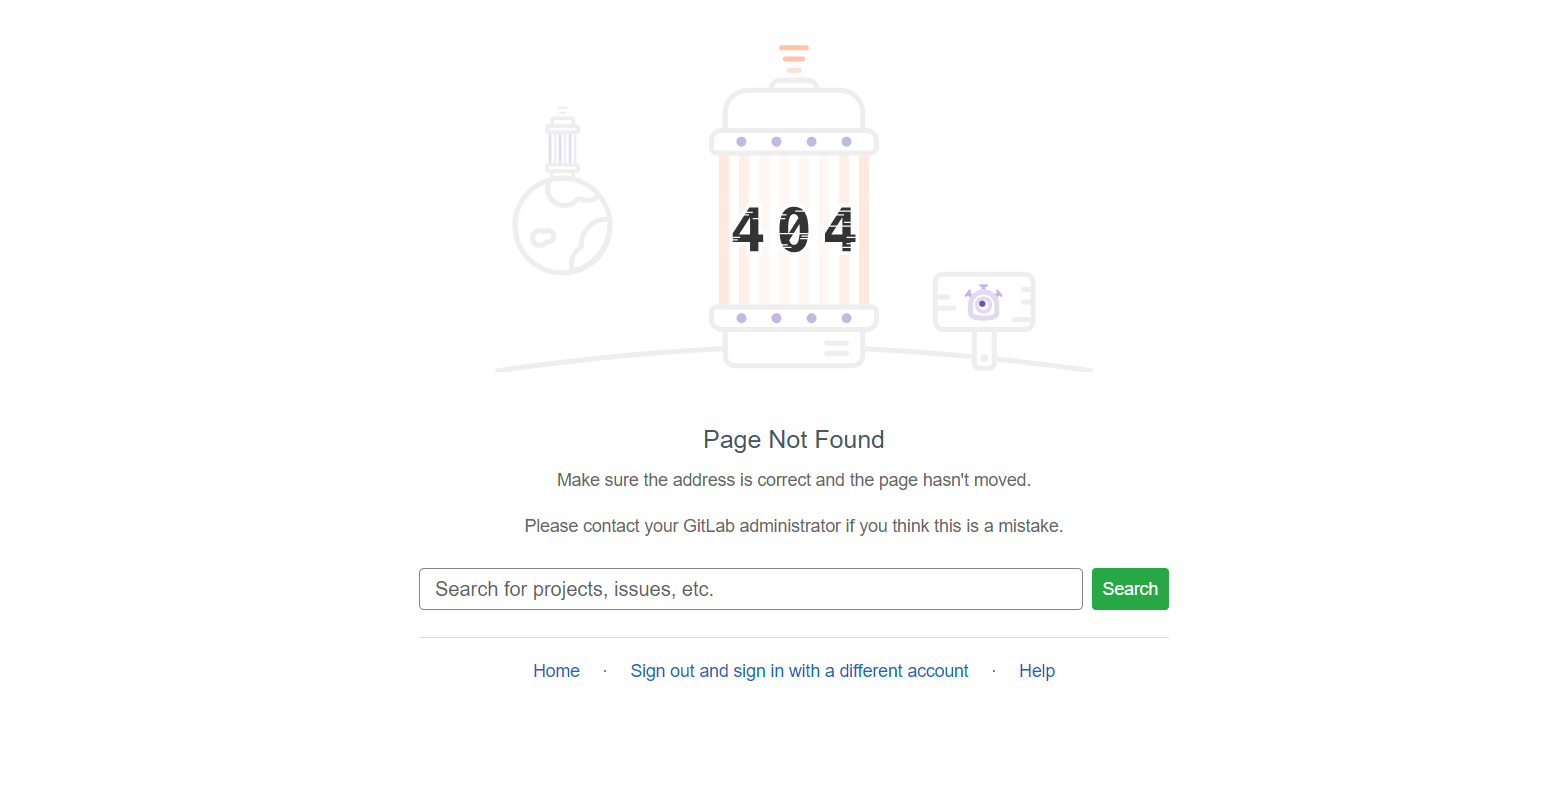 404
Page Not Found
Make sure the address is correct and the page hasn't moved.
Please contact your GitLab administrator if you think this is a mistake.
Search for projects, issues, etc.
Search
Home · Sign out and sign in with a different account · Help